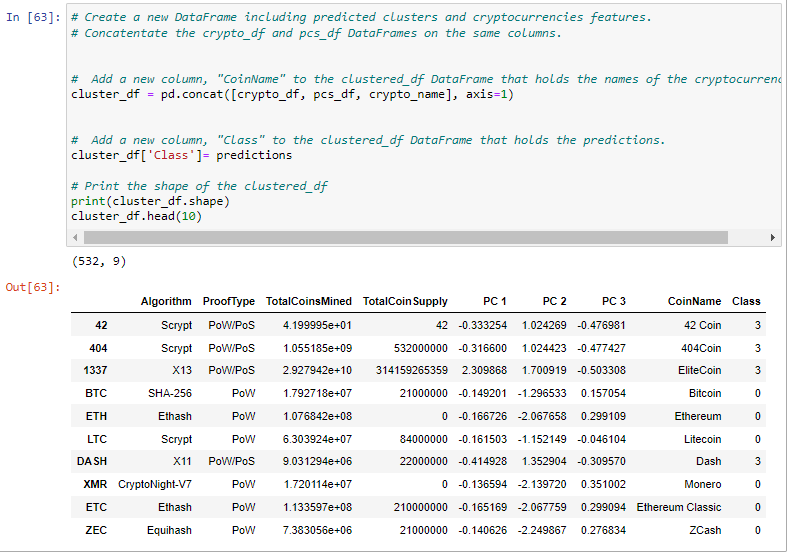 In [63]: # Create a new DataFrame including predicted clusters and cryptocurrencies features.
# Concatentate the crypto_df and pcs_df DataFrames on the same columns.
#  Add a new column, "CoinName" to the clustered_df DataFrame that holds the names of the
cluster_df = pd.concat([crypto_df, pcs_df, crypto_name], axis=1)
#  Add a new column, "Class" to the clustered_df DataFrame that holds the predictions.
cluster_df['Class']= predictions
# Print the shape of the clustered_df
print(cluster_df.shape)
cluster_df.head(10)
(532, 9)
Out[63]:
Algorithm ProofType TotalCoinsMined TotalCoinSupply PC 1 PC 2 PC 3 CoinName Class
42 Scrypt PoW/PoS 4.199995e+01 42 -0.333254 1.024269 -0.476981 42 Coin 3
404 Scrypt PoW/PoS 1.055185e+09 532000000 -0.316600 1.024423 -0.477427 404Coin 3
1337 X13 PoW/PoS 2.927942e+10 314159265359 2.309868 1.700919 -0.503308 EliteCoin 3
BTC SHA-256 PoW 1.792718e+07 21000000 -0.149201 -1.296533 0.157054 Bitcoin 0
ETH Ethash PoW 1.076842e+08 0 -0.166726 -2.067658 0.299109 Ethereum 0
LTC Scrypt PoW 6.303924e+07 84000000 -0.161503 -1.152149 -0.046104 Litecoin 0
DASH X11 PoW/PoS 9.031294e+06 22000000 -0.414928 1.352904 -0.309570 Dash 3
XMR CryptoNight-V7 PoW 1.720114e+07 0 -0.136594 -2.139720 0.351002 Monero 0
ETC Ethash PoW 1.133597e+08 210000000 -0.165169 -2.067759 0.299094 Ethereum Classic 0
ZEC Equihash PoW 7.383056e+06 21000000 -0.140626 -2.249867 0.276834 ZCash 0